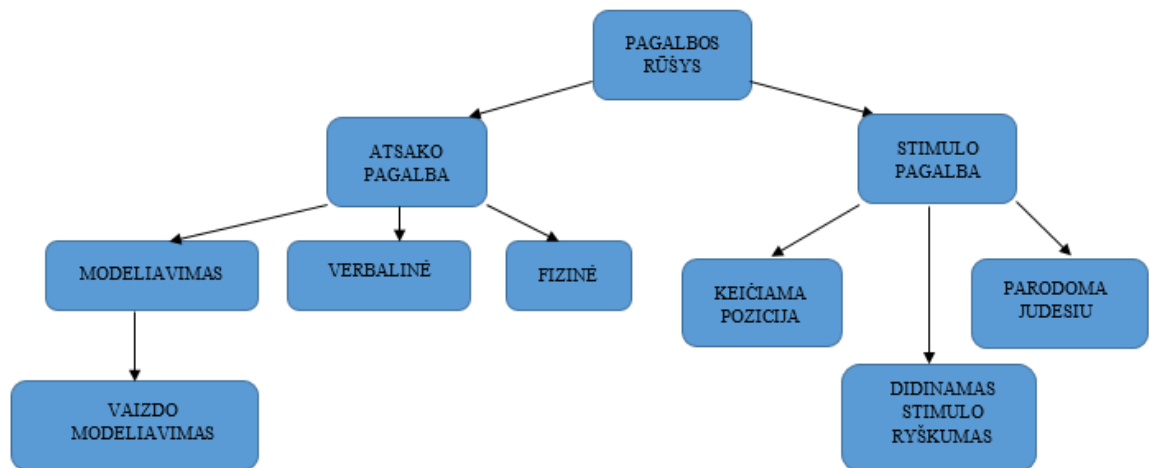 PAGALBOS
RŪŠYS
ATSAKO
PAGALBA
STIMULO
PAGALBA
MODELIAVIMAS
VERBALINĖ
FIZINĖ
KEIČIAMA
POZICIJA
PARODOMA
JUDESIU
VAIZDO
MODELIAVIMAS
DIDINAMAS
STIMULO
RYŠKUMAS